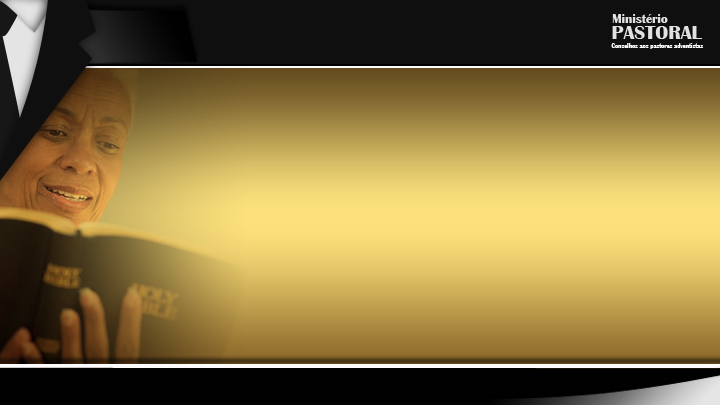 Ministério
PASTORAL
Conselhos aos pastores adventistas
HOLY
BIBLE
HOLY
BIBLE